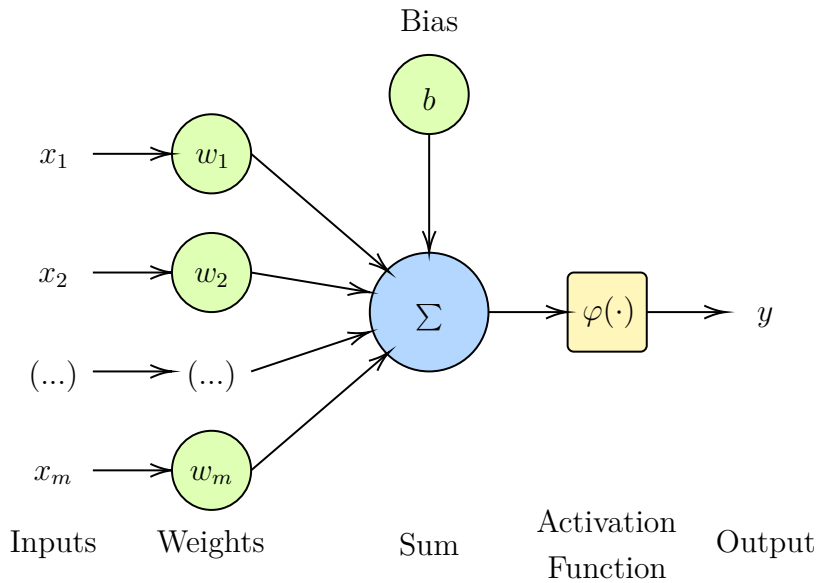 Bias
b
x₁
w₁
x₂
w₂
Σ
φ(·)
y
(...)
(...)
xₘ
wₘ
Inputs
Weights
Sum
Activation
Function
Output